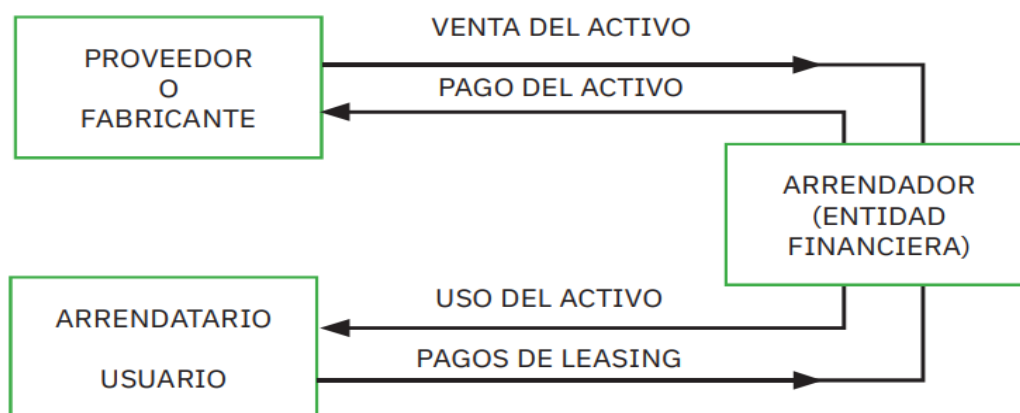 VENTA DEL ACTIVO
PROVEEDOR
O
FABRICANTE
PAGO DEL ACTIVO
ARRENDADOR
(ENTIDAD
FINANCIERA)
USO DEL ACTIVO
ARRENDATARIO
USUARIO
PAGOS DE LEASING